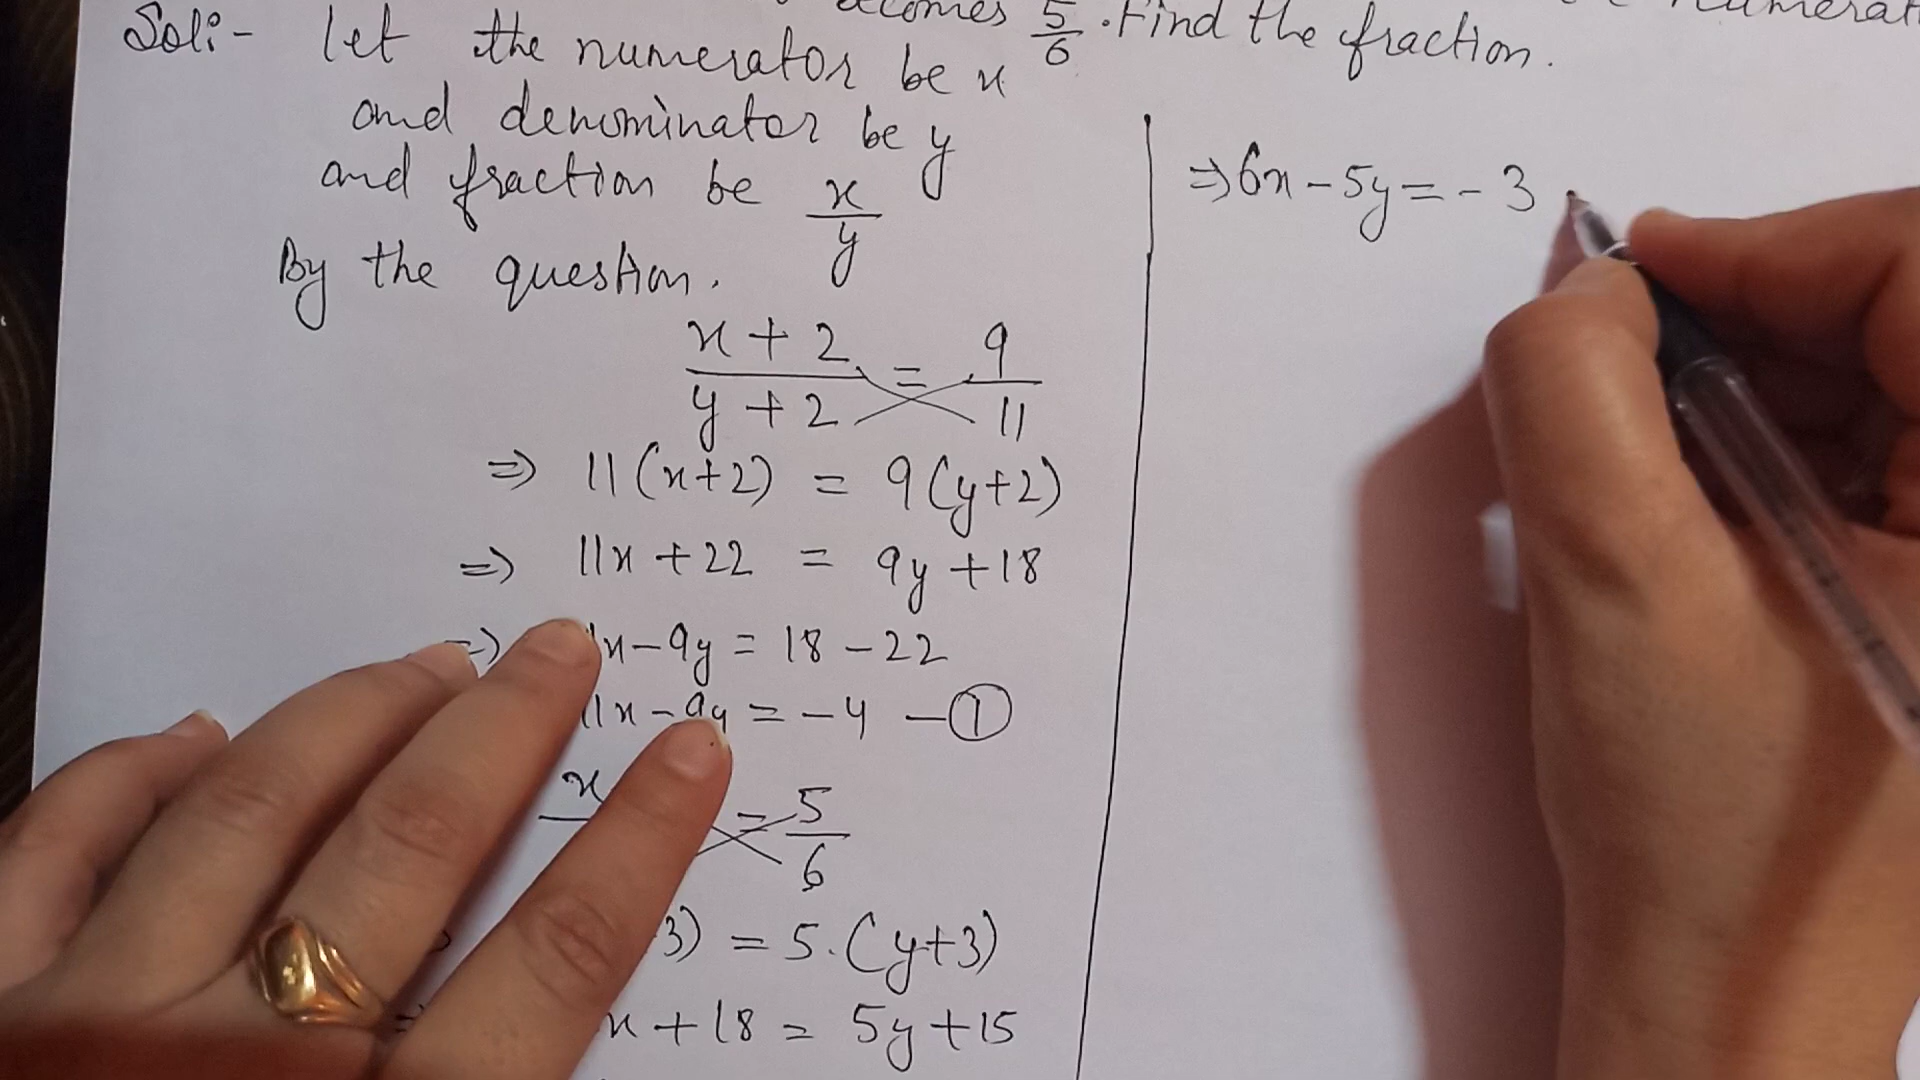 becomes 5/6. Find the fraction.
Sol:- let the numerator be x
and denominator be y
and fraction be x/y
By the question.
x + 2 / y + 2 = 9 / 11
=> 11(x+2) = 9(y+2)
=> 11x + 22 = 9y + 18
=> x - 9y = 18 - 22
11x - 9y = -4 - ①
x = 5 / 6
3) = 5.(y+3)
=> x + 18 = 5y + 15
=> 6x - 5y = - 3